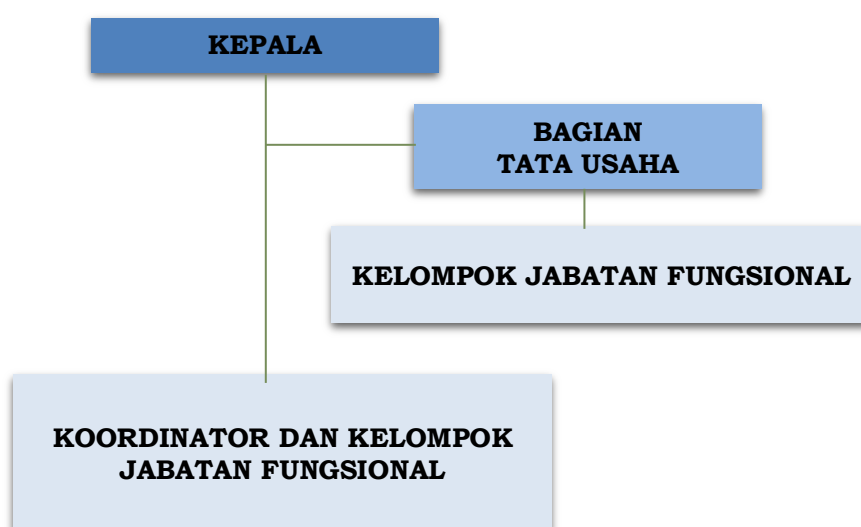 KEPALA
BAGIAN
TATA USAHA
KELOMPOK JABATAN FUNGSIONAL
KOORDINATOR DAN KELOMPOK
JABATAN FUNGSIONAL